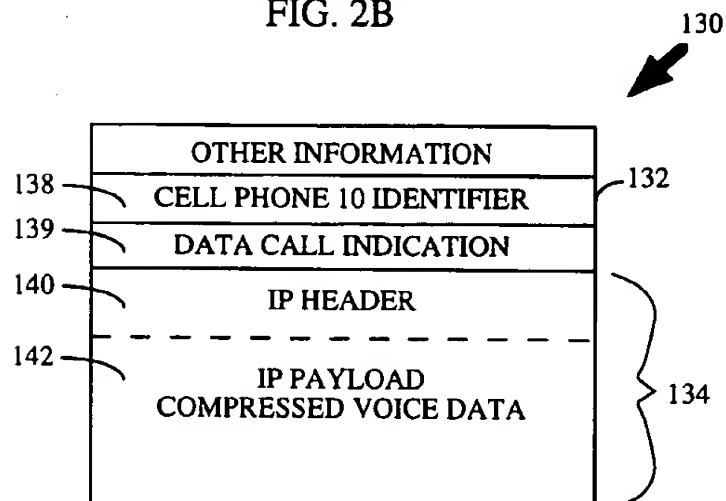 FIG. 2B
130
OTHER INFORMATION
138 CELL PHONE 10 IDENTIFIER 132
139 DATA CALL INDICATION
140 IP HEADER
142 IP PAYLOAD
COMPRESSED VOICE DATA
134